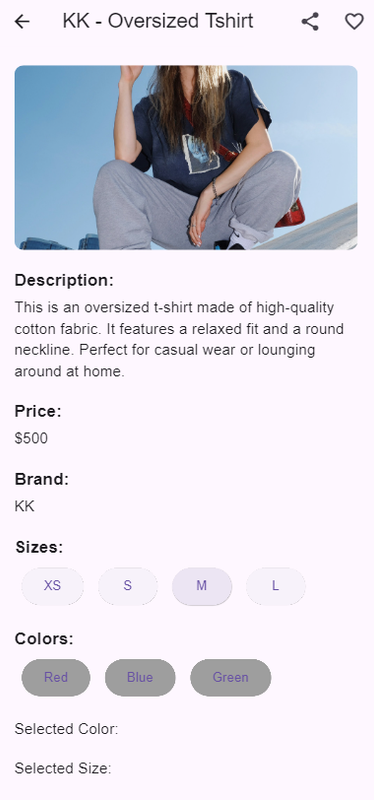 KK - Oversized Tshirt
Description:
This is an oversized t-shirt made of high-quality
cotton fabric. It features a relaxed fit and a round
neckline. Perfect for casual wear or lounging
around at home.
Price:
$500
Brand:
KK
Sizes:
XS S M L
Colors:
Red Blue Green
Selected Color:
Selected Size: